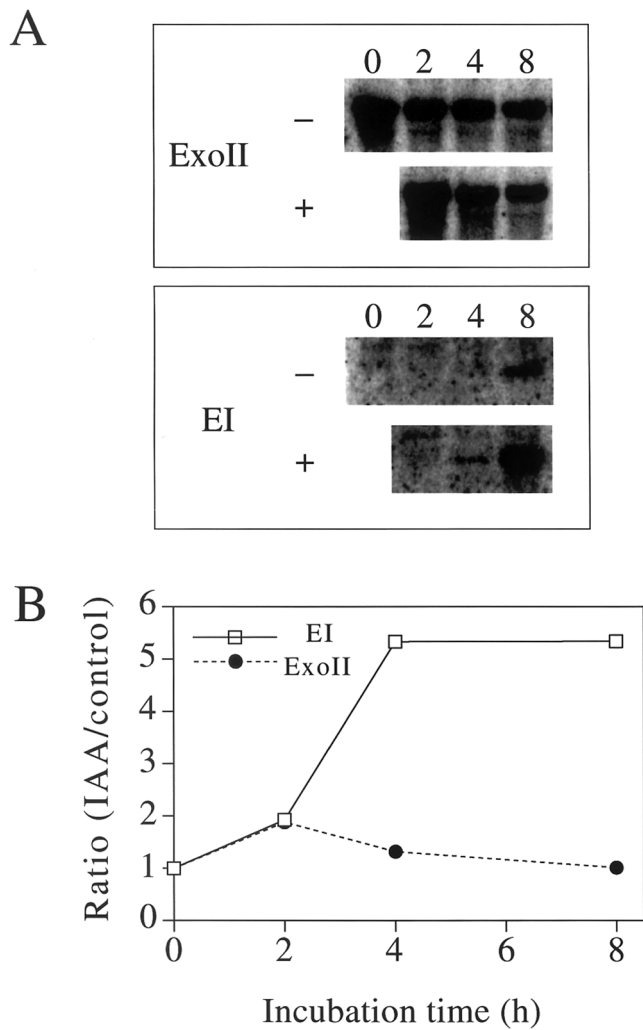 A
0 2 4 8
−
ExoII
+
0 2 4 8
−
EI
+
B
Ratio (IAA/control)
6
5
4
3
2
1
0
EI
ExoII
0 2 4 6 8
Incubation time (h)